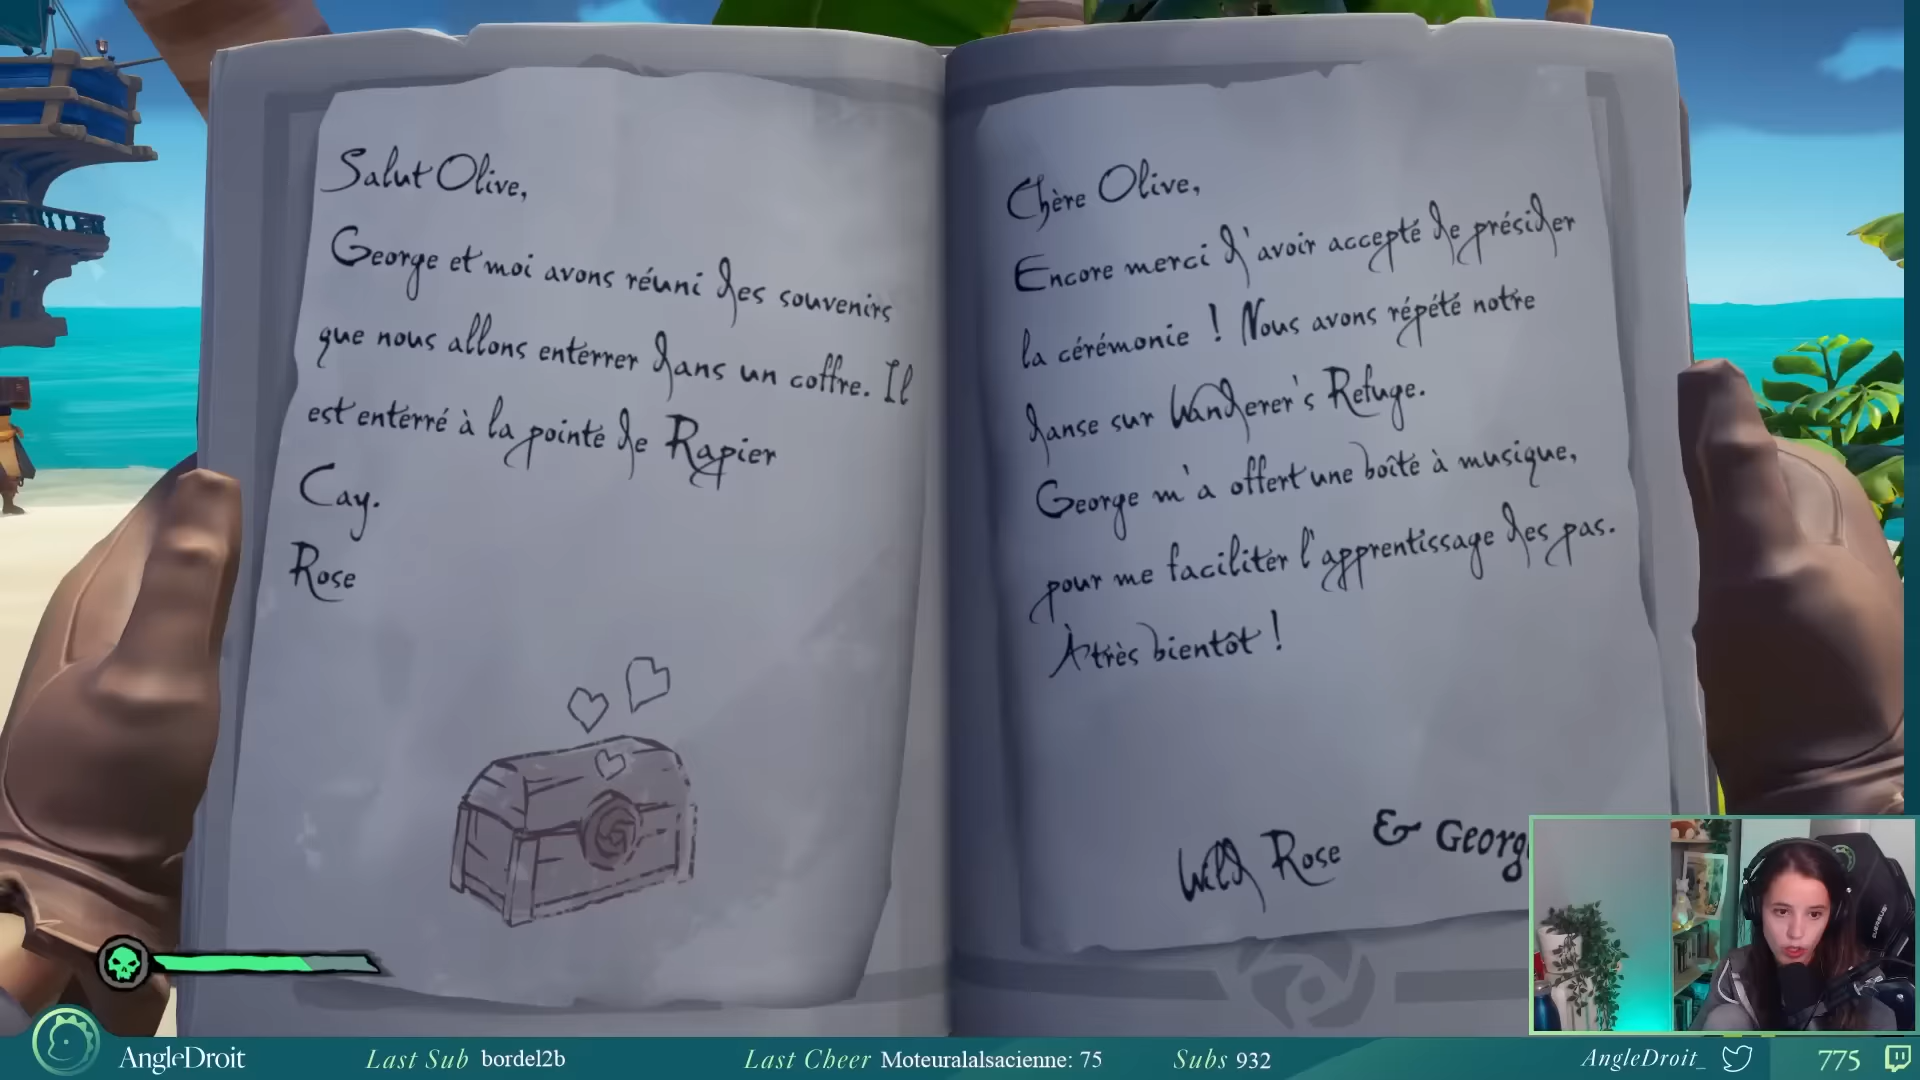 Salut Olive,
George et moi avons réuni des souvenirs
que nous allons enterrer dans un coffre. Il
est enterré à la pointe de Rapier
Cay.
Rose
Chère Olive,
Encore merci d'avoir accepté de présider
la cérémonie ! Nous avons répété notre
danse sur Wanderer's Refuge.
George m'a offert une boîte à musique,
pour me faciliter l'apprentissage des pas.
À très bientôt !
Wild Rose & Georg
AngleDroit Last Sub bordel2b Last Cheer Moteuralalsacienne: 75 Subs 932 AngleDroit_ 775